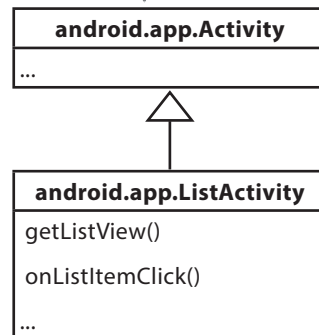 android.app.Activity
...
android.app.ListActivity
getListView()
onListItemClick()
...